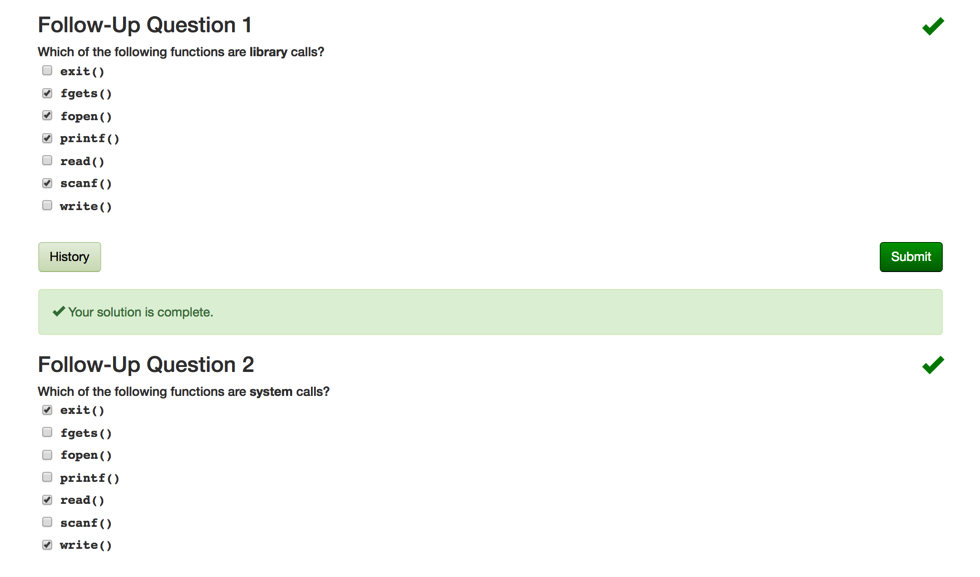 Follow-Up Question 1
Which of the following functions are library calls?
exit()
fgets()
fopen()
printf()
read()
scanf()
write()
History
Submit
Your solution is complete.
Follow-Up Question 2
Which of the following functions are system calls?
exit()
fgets()
fopen()
printf()
read()
scanf()
write()